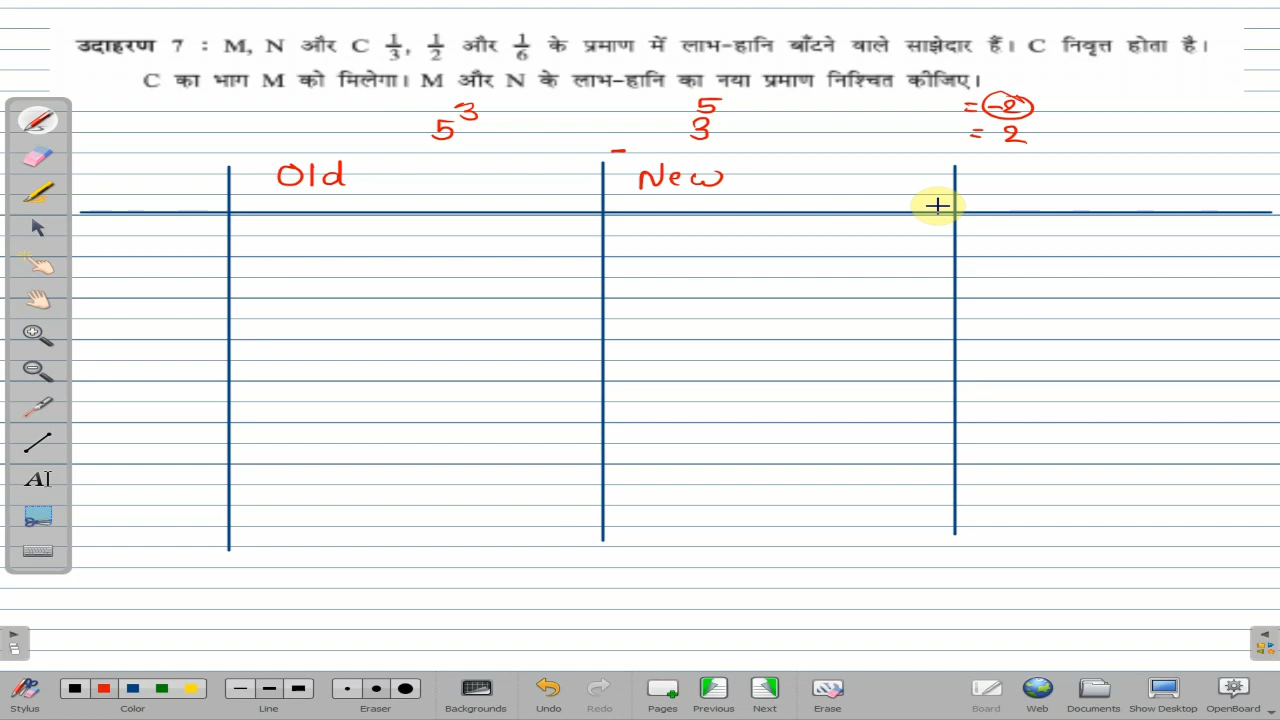 उदाहरण 7 : M, N और C 1/3, 1/2 और 1/6 के प्रमाण में लाभ-हानि बाँटने वाले साझेदार हैं। C निवृत्त होता है।
C का भाग M को मिलेगा। M और N के लाभ-हानि का नया प्रमाण निश्चित कीजिए।
3 5 = -2
5 3 = 2
-
Old New
AI
Stylus Color Line Eraser Backgrounds Undo Redo Pages Previous Next Erase Board Web Documents Show Desktop OpenBoard